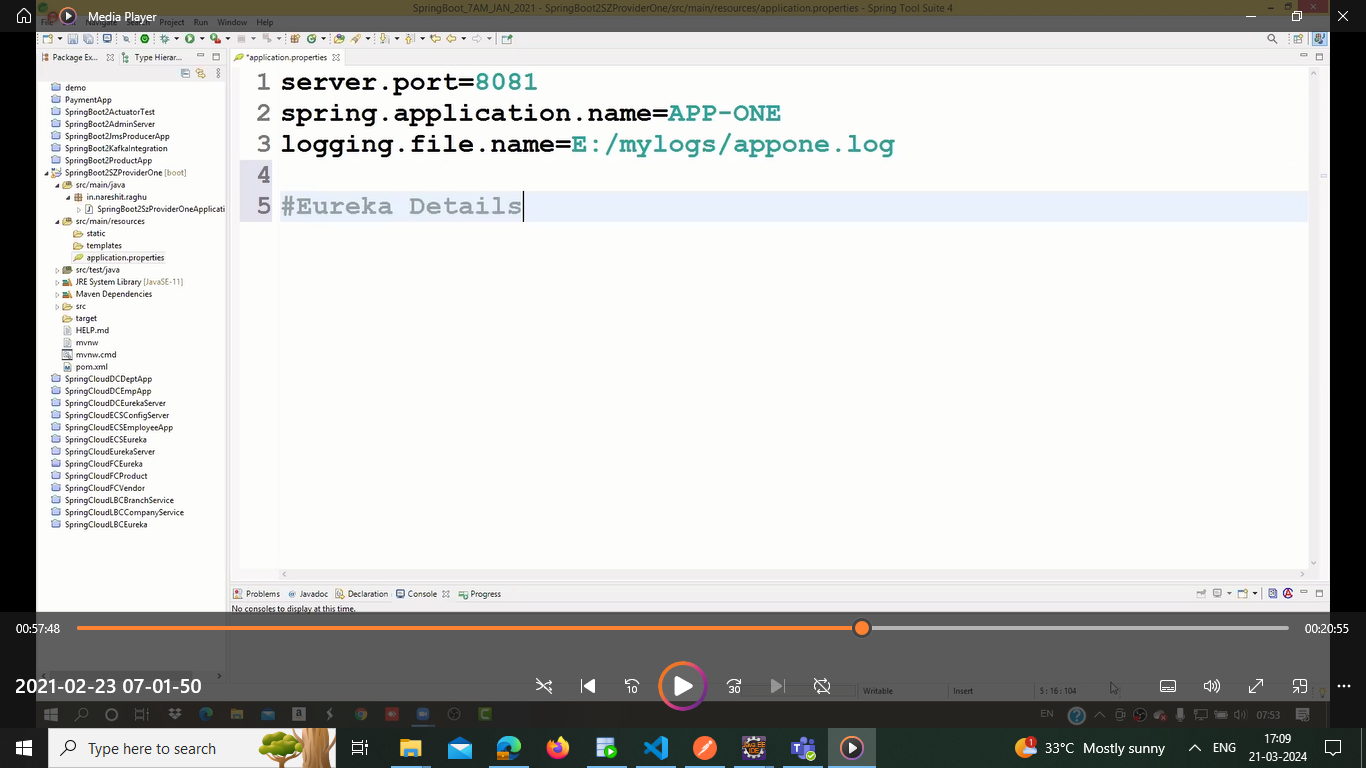 Media Player
SpringBoot_7AM_JAN_2021 - SpringBoot2SZProviderOne/src/main/resources/application.properties - Spring Tool Suite 4
File Navigate Search Project Run Window Help
Package Ex...
Type Hierar...
*application.properties
demo
PaymentApp
SpringBoot2ActuatorTest
SpringBoot2AdminServer
SpringBoot2JmsProducerApp
SpringBoot2KafkaIntegration
SpringBoot2ProductApp
SpringBoot2SZProviderOne [boot]
src/main/java
in.nareshit.raghu
SpringBoot2SzProviderOneApplicati
src/main/resources
static
templates
application.properties
src/test/java
JRE System Library [JavaSE-11]
Maven Dependencies
src
target
HELP.md
mvnw
mvnw.cmd
pom.xml
SpringCloudDCDeptApp
SpringCloudDCEmpApp
SpringCloudDCEurekaServer
SpringCloudECSConfigServer
SpringCloudECSEmployeeApp
SpringCloudECSEureka
SpringCloudEurekaServer
SpringCloudFCEureka
SpringCloudFCProduct
SpringCloudFCVendor
SpringCloudLBCBranchService
SpringCloudLBCCompanyService
SpringCloudLBCEureka
1 server.port=8081
2 spring.application.name=APP-ONE
3 logging.file.name=E:/mylogs/appone.log
4
5 #Eureka Details
Problems Javadoc Declaration Console Progress
No consoles to display at this time.
00:57:48
00:20:55
2021-02-23 07-01-50
10
30
Writable
Insert
5 : 16 : 104
EN
07:53
Type here to search
1
33°C Mostly sunny
ENG
17:09
21-03-2024